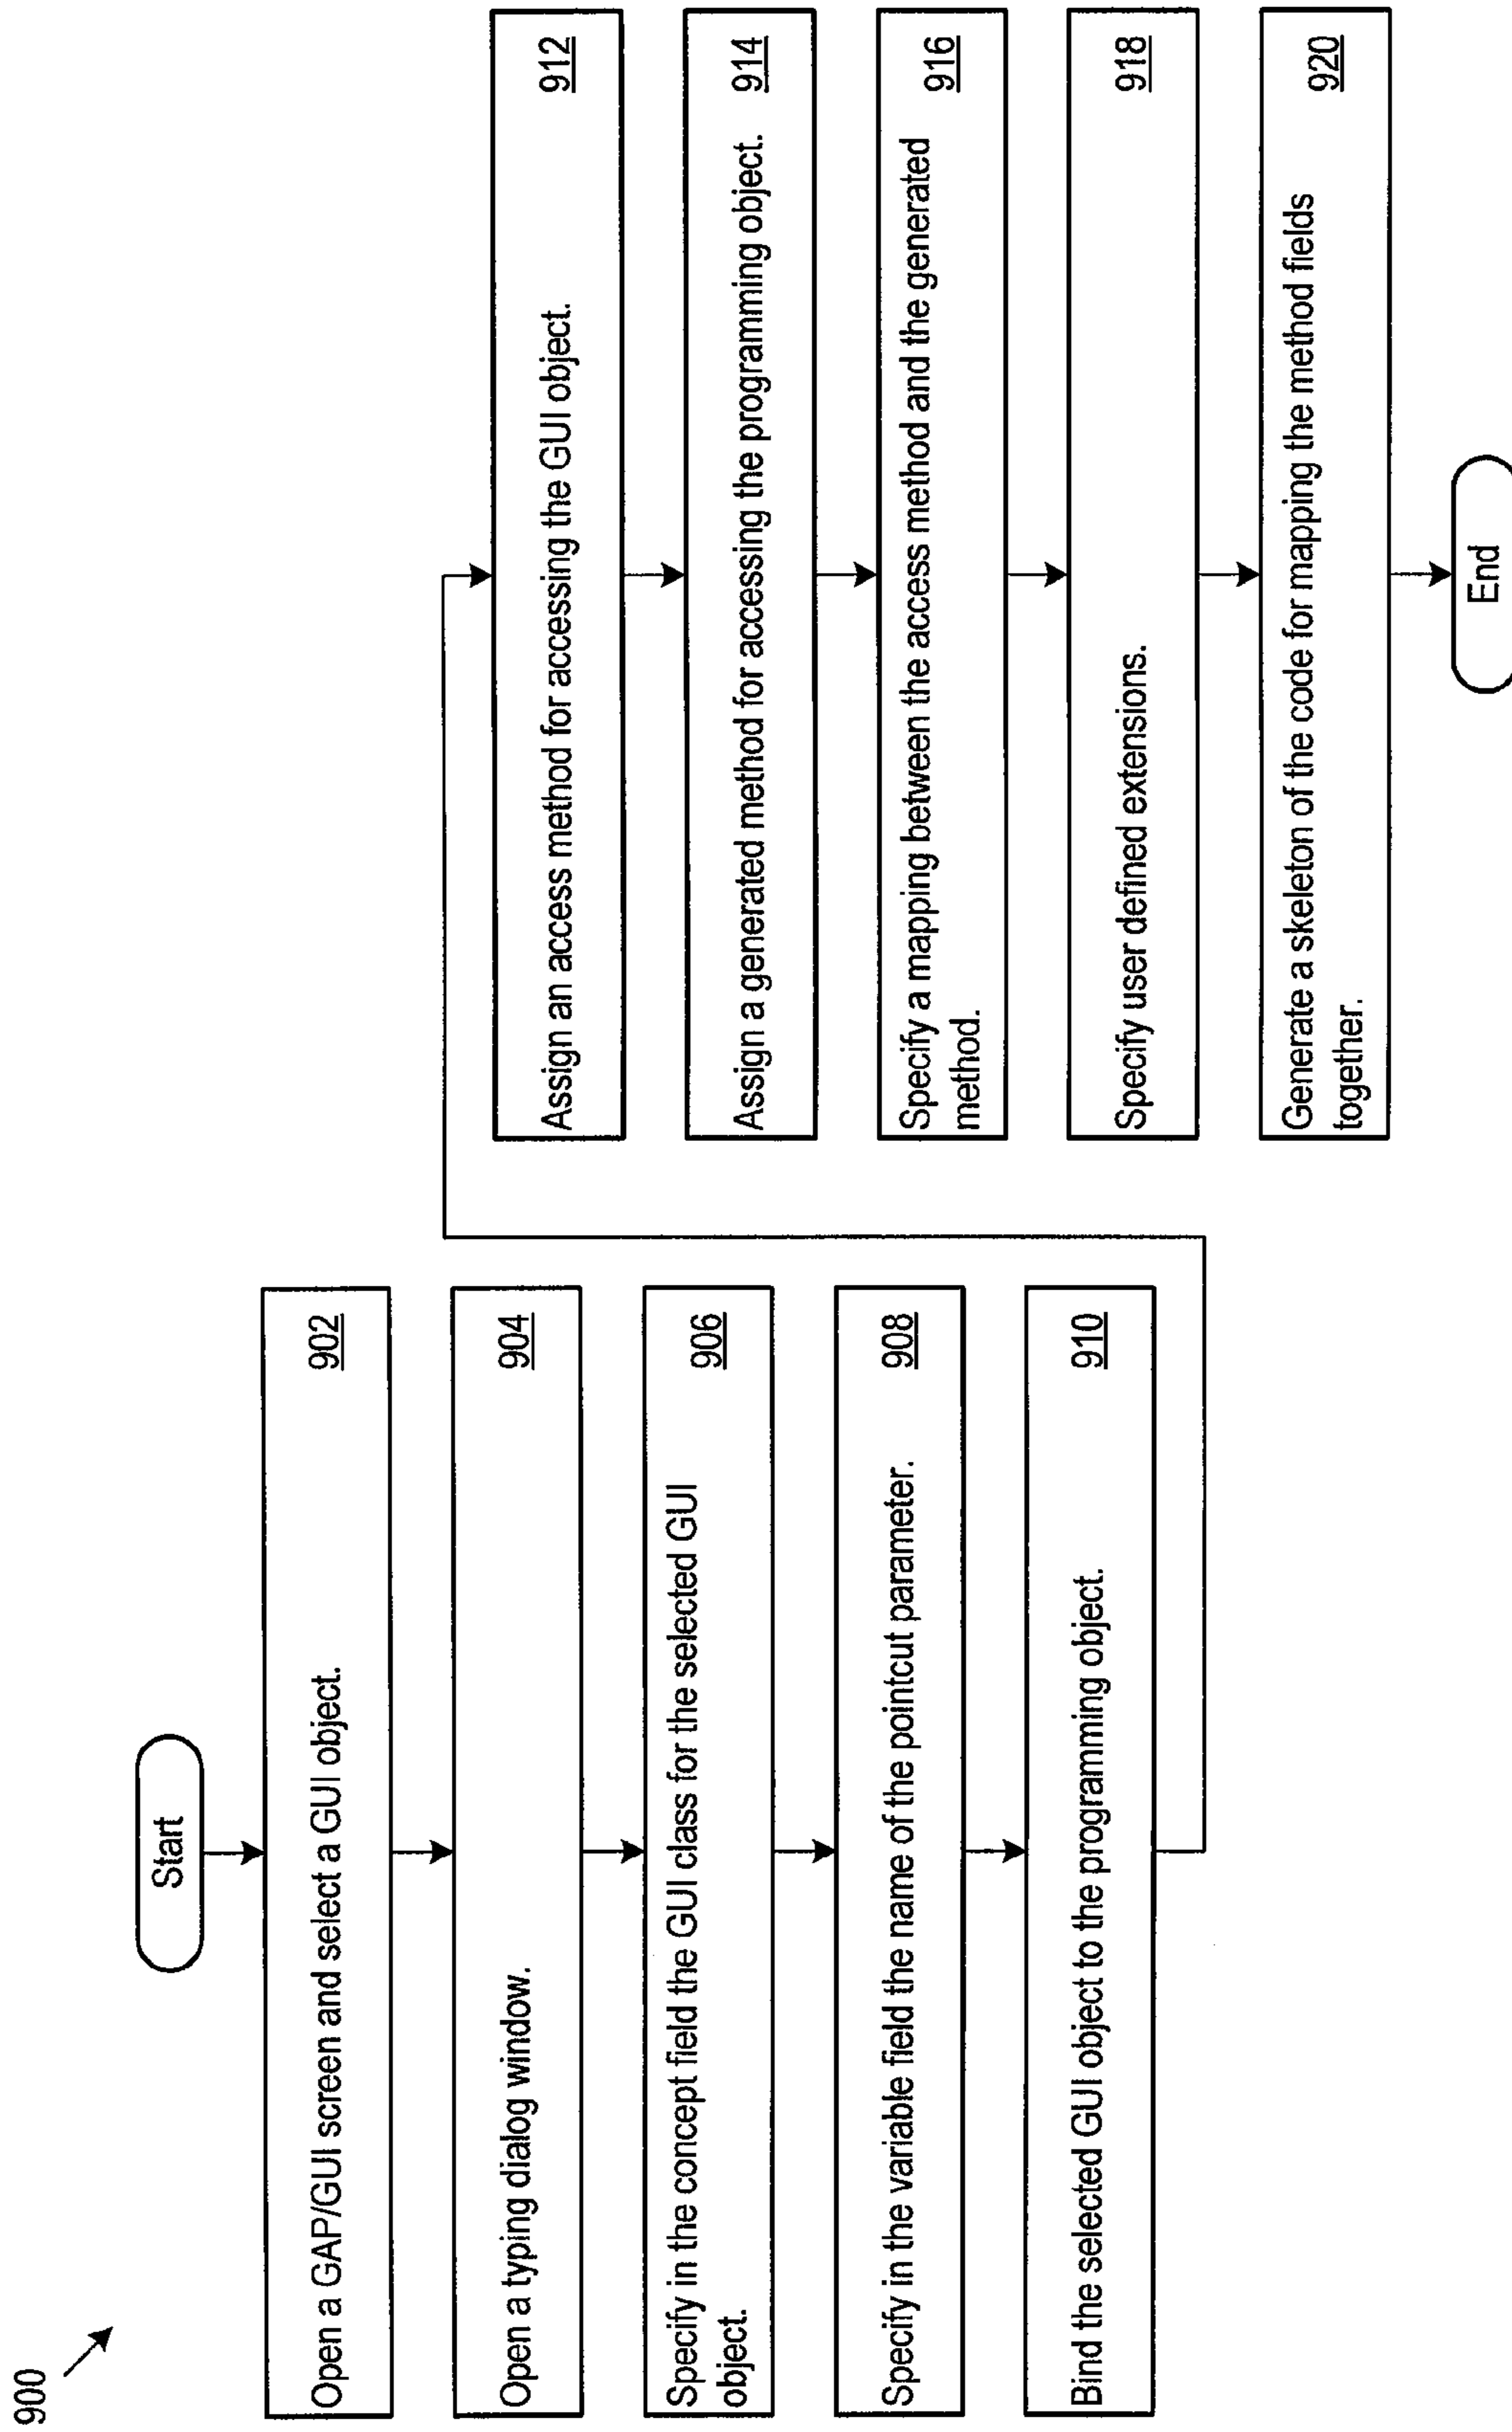 900
Start
Open a GAP/GUI screen and select a GUI object. 902
Open a typing dialog window. 904
Specify in the concept field the GUI class for the selected GUI 906
object.
Specify in the variable field the name of the pointcut parameter. 908
Bind the selected GUI object to the programming object. 910
Assign an access method for accessing the GUI object. 912
Assign a generated method for accessing the programming object. 914
Specify a mapping between the access method and the generated 916
method.
Specify user defined extensions. 918
Generate a skeleton of the code for mapping the method fields 920
together.
End